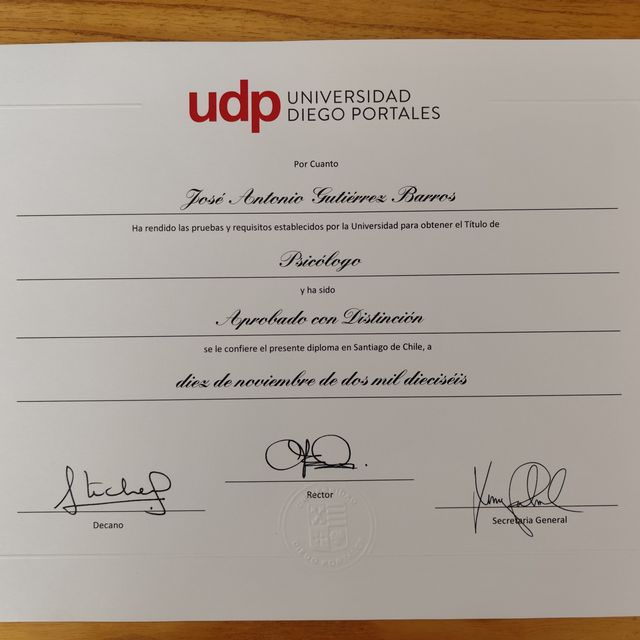 udp UNIVERSIDAD
DIEGO PORTALES
Por Cuanto
José Antonio Gutiérrez Barros
Ha rendido las pruebas y requisitos establecidos por la Universidad para obtener el Título de
Psicólogo
y ha sido
Aprobado con Distinción
se le confiere el presente diploma en Santiago de Chile, a
diez de noviembre de dos mil dieciséis
Decano
Rector
Secretaria General
DIEGO PORTALES